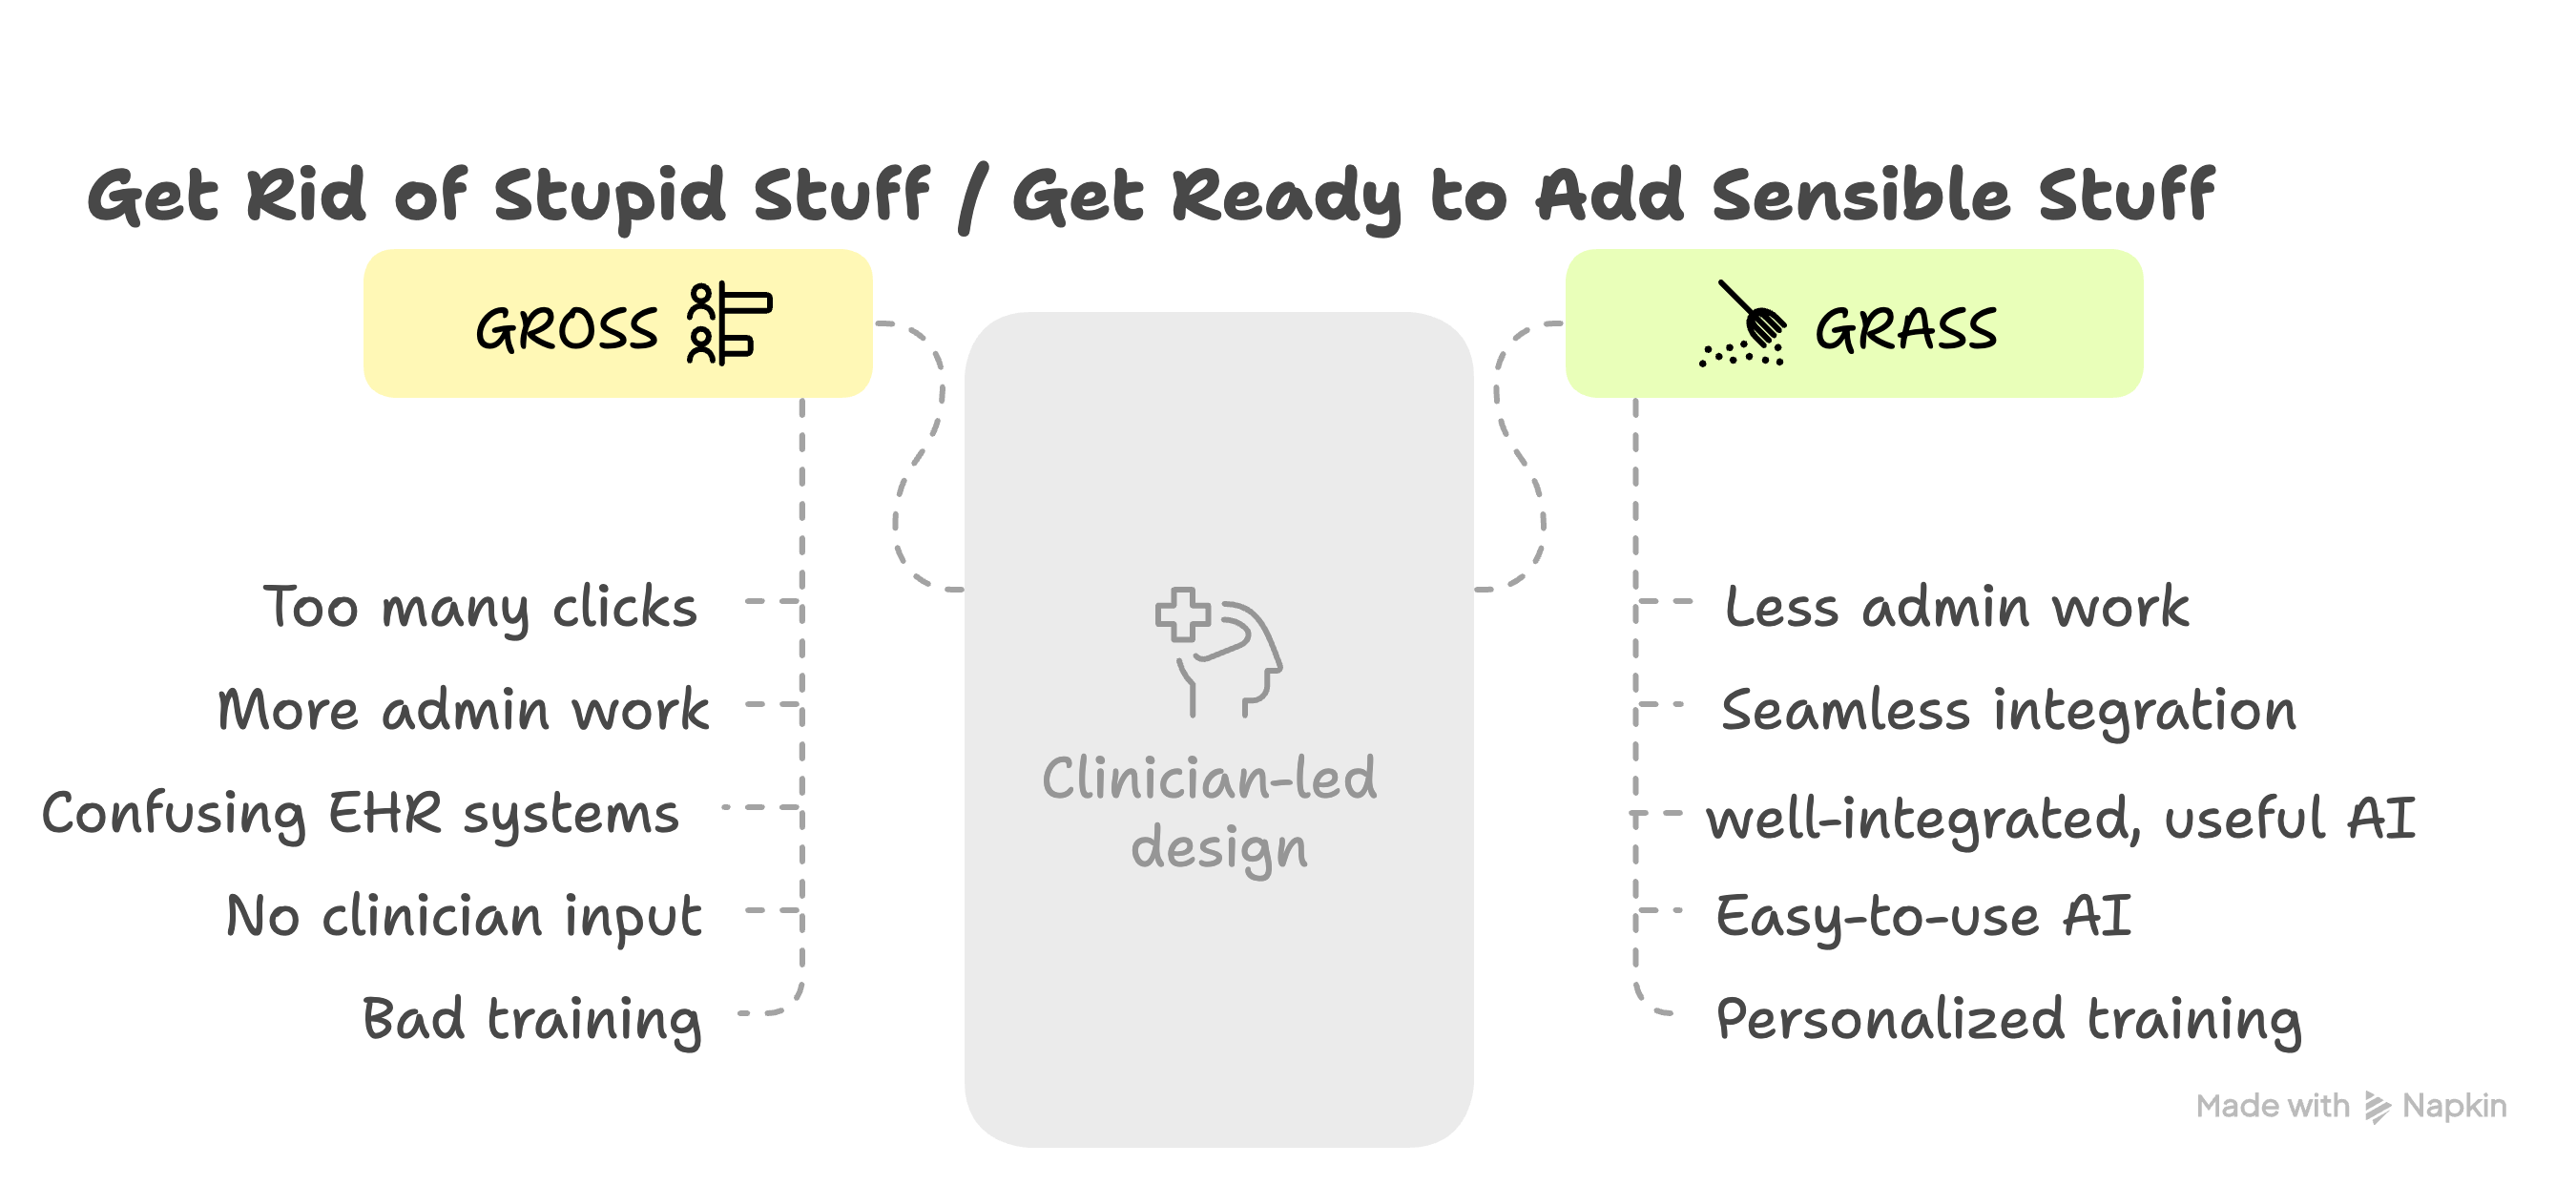 Get Rid of Stupid Stuff / Get Ready to Add Sensible Stuff
GROSS
Too many clicks
More admin work
Confusing EHR systems
No clinician input
Bad training
Clinician-led
design
GRASS
Less admin work
Seamless integration
well-integrated, useful AI
Easy-to-use AI
Personalized training
Made with Napkin